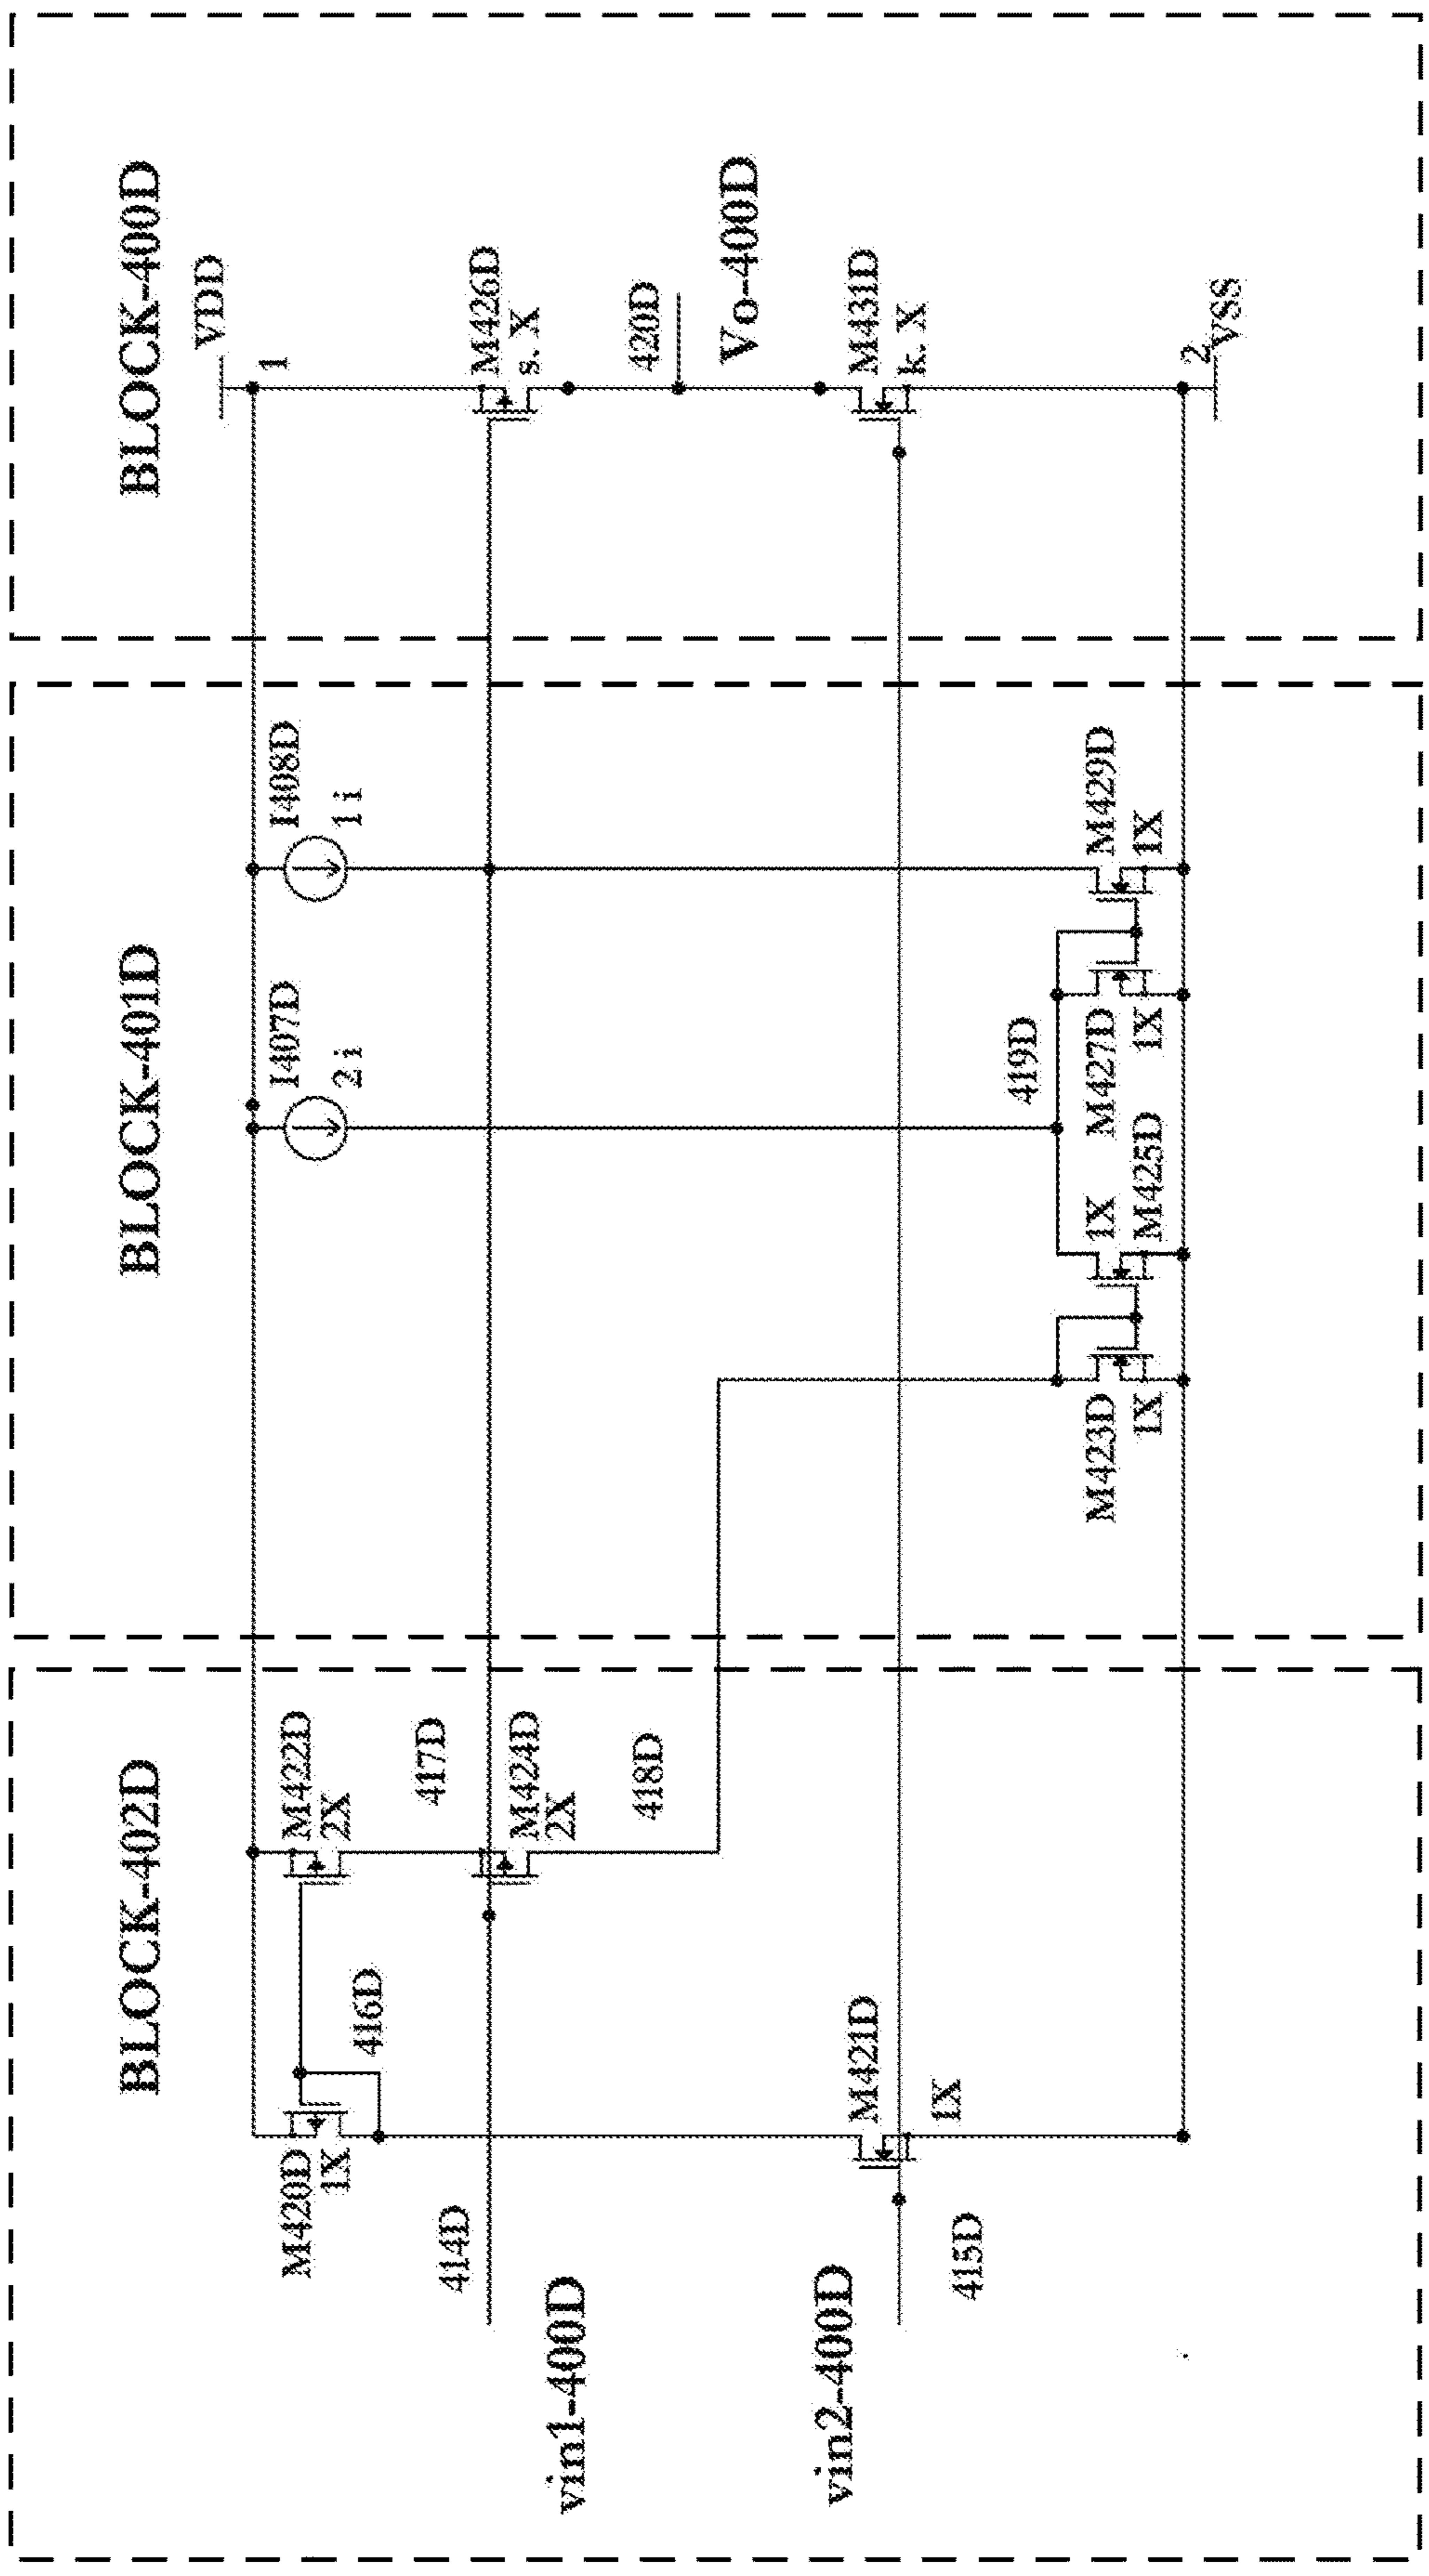 BLOCK-402D
M420D
1X
416D
M422D
2X
417D
414D
M424D
2X
418D
vin1-400D
M421D
1X
vin2-400D
415D
BLOCK-401D
I407D
2 i
I408D
1 i
419D
M423D
1X
1X
M425D
M427D
1X
M429D
1X
BLOCK-400D
VDD
1
M426D
s. X
420D
Vo-400D
M431D
k. X
2
VSS